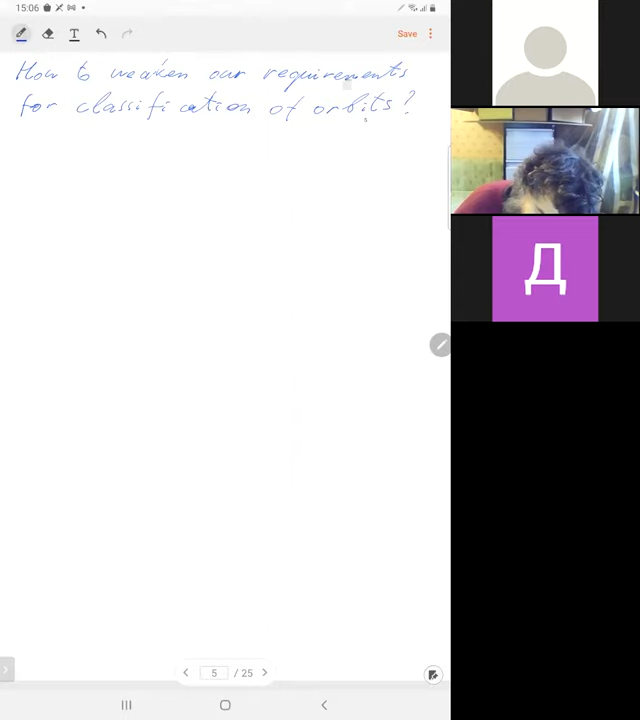 15:06
T
Save
How to weaken our requirements
for classification of orbits?
Д
5 / 25